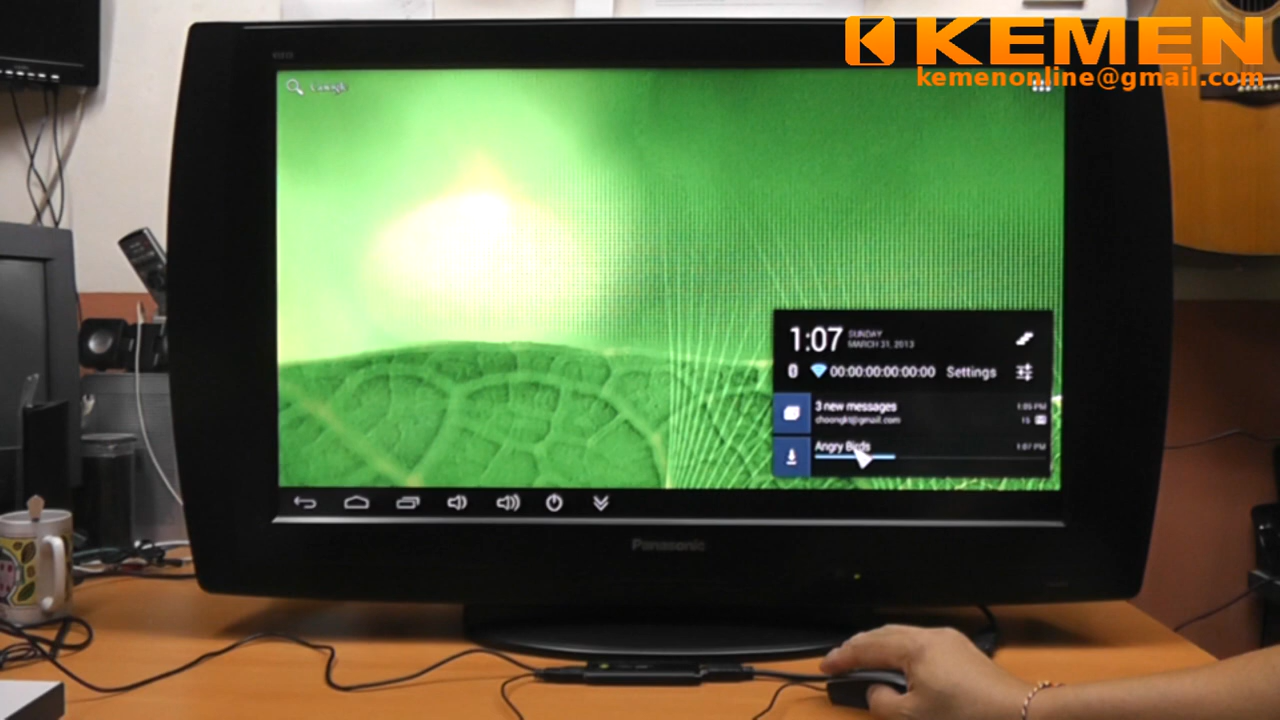 KEMEN
kemenonline@gmail.com
Google
1:07
SUNDAY
MARCH 31, 2013
00:00:00:00:00:00
Settings
3 new messages
1:05 PM
15
Angry Birds
1:07 PM
Panasonic